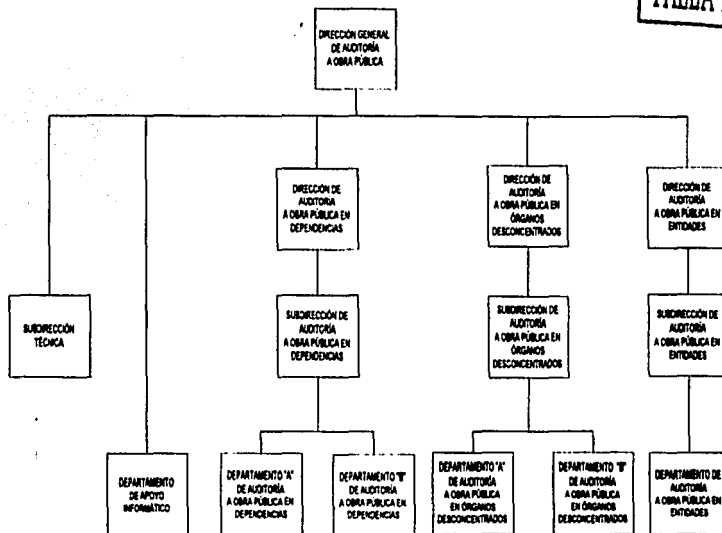 DIRECCIÓN GENERAL
DE AUDITORÍA
A OBRA PÚBLICA
DIRECCIÓN DE
AUDITORÍA
A OBRA PÚBLICA EN
DEPENDENCIAS
DIRECCIÓN DE
AUDITORÍA
A OBRA PÚBLICA EN
ÓRGANOS
DESCONCENTRADOS
DIRECCIÓN DE
AUDITORÍA
A OBRA PÚBLICA EN
ENTIDADES
SUBDIRECCIÓN
TÉCNICA
SUBDIRECCIÓN DE
AUDITORÍA
A OBRA PÚBLICA EN
DEPENDENCIAS
SUBDIRECCIÓN DE
AUDITORÍA
A OBRA PÚBLICA EN
ÓRGANOS
DESCONCENTRADOS
SUBDIRECCIÓN DE
AUDITORÍA
A OBRA PÚBLICA EN
ENTIDADES
DEPARTAMENTO
DE APOYO
INFORMÁTICO
DEPARTAMENTO "A"
DE AUDITORÍA
A OBRA PÚBLICA EN
DEPENDENCIAS
DEPARTAMENTO "B"
DE AUDITORÍA
A OBRA PÚBLICA EN
DEPENDENCIAS
DEPARTAMENTO "A"
DE AUDITORÍA
A OBRA PÚBLICA
EN ÓRGANOS
DESCONCENTRADOS
DEPARTAMENTO "B"
DE AUDITORÍA
A OBRA PÚBLICA
EN ÓRGANOS
DESCONCENTRADOS
DEPARTAMENTO DE
AUDITORÍA
A OBRA PÚBLICA EN
ENTIDADES